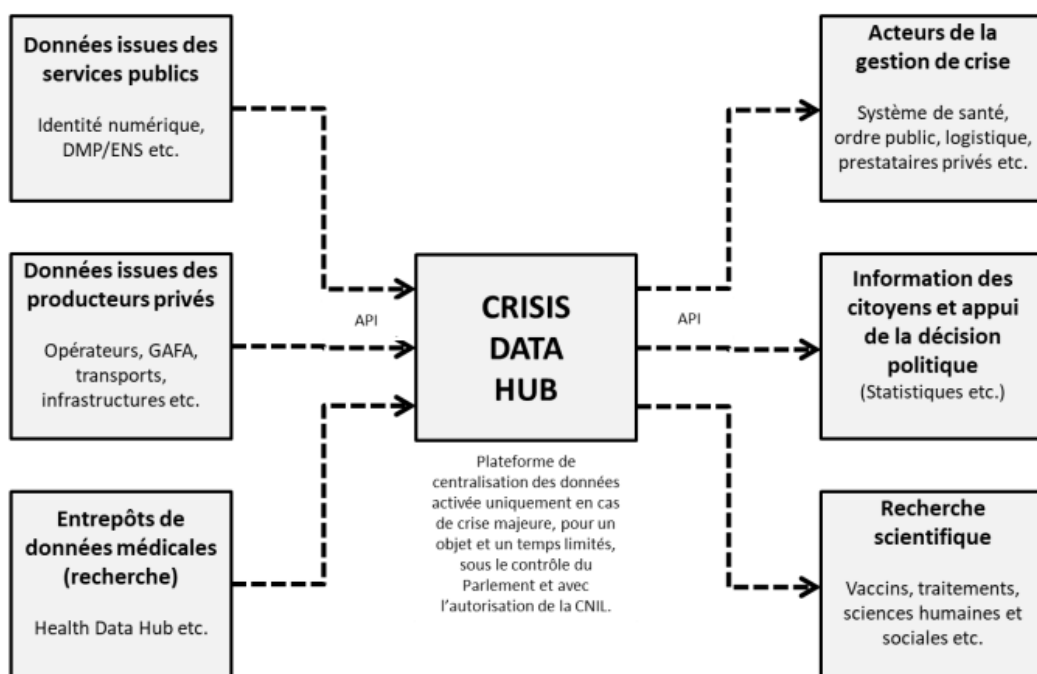 Données issues des
services publics
Identité numérique,
DMP/ENS etc.
Données issues des
producteurs privés
Opérateurs, GAFA,
transports,
infrastructures etc.
Entrepôts de
données médicales
(recherche)
Health Data Hub etc.
API
CRISIS
DATA
HUB
Plateforme de
centralisation des données
activée uniquement en cas
de crise majeure, pour un
objet et un temps limités,
sous le contrôle du
Parlement et avec
l'autorisation de la CNIL.
API
Acteurs de la
gestion de crise
Système de santé,
ordre public, logistique,
prestataires privés etc.
Information des
citoyens et appui
de la décision
politique
(Statistiques etc.)
Recherche
scientifique
Vaccins, traitements,
sciences humaines et
sociales etc.